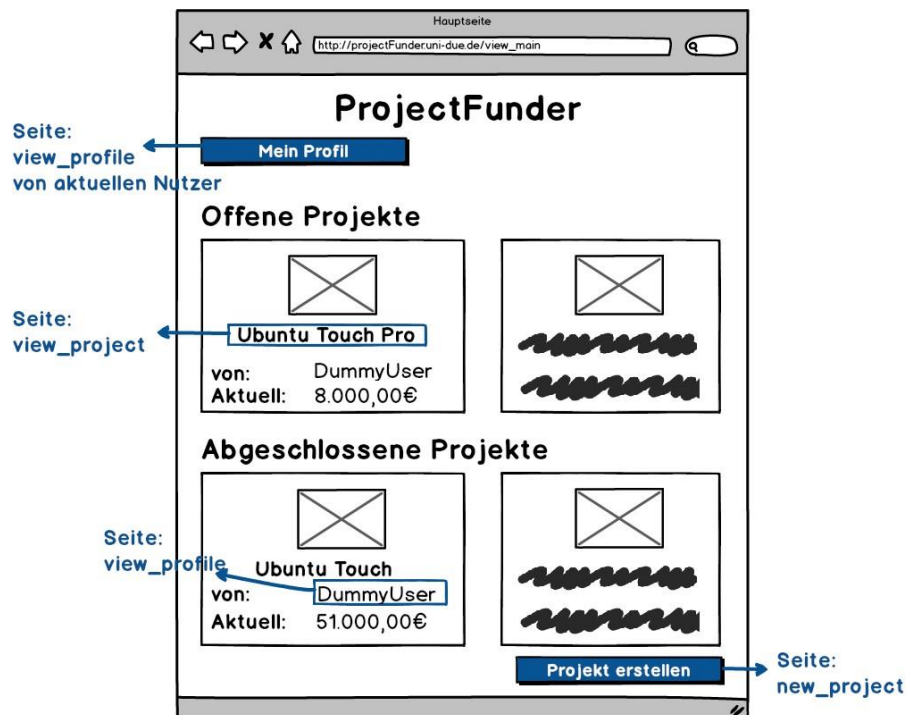 Hauptseite
http://projectFunder.uni-due.de/view_main
ProjectFunder
Seite:
view_profile
von aktuellen Nutzer
Mein Profil
Offene Projekte
Seite:
view_project
Ubuntu Touch Pro
von: DummyUser
Aktuell: 8.000,00€
Abgeschlossene Projekte
Seite:
view_profile
Ubuntu Touch
von: DummyUser
Aktuell: 51.000,00€
Projekt erstellen
Seite:
new_project